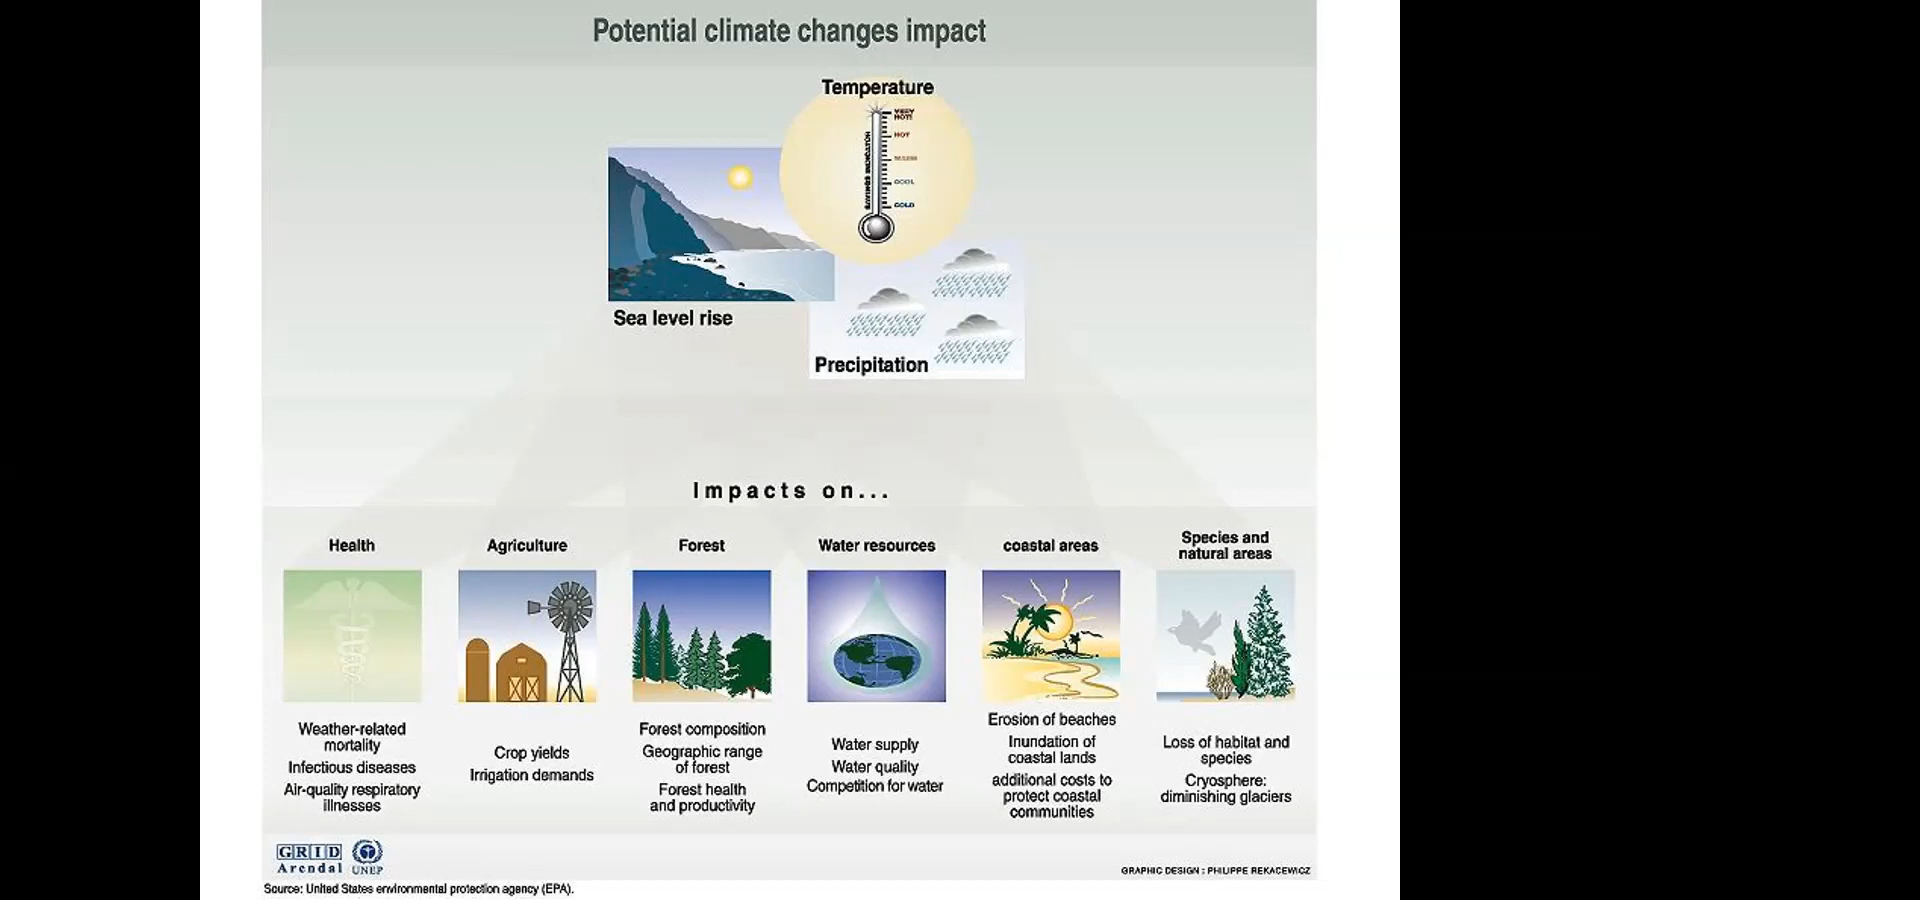 Potential climate changes impact
Temperature
VERY
HOT!
HOT
COOL
COLD
Sea level rise
Precipitation
Impacts on...
Health
Agriculture
Forest
Water resources
coastal areas
Species and
natural areas
Weather-related
mortality
Infectious diseases
Air-quality respiratory
illnesses
Crop yields
Irrigation demands
Forest composition
Geographic range
of forest
Forest health
and productivity
Water supply
Water quality
Competition for water
Erosion of beaches
Inundation of
coastal lands
additional costs to
protect coastal
communities
Loss of habitat and
species
Cryosphere:
diminishing glaciers
GRID
Arendal
UNEP
GRAPHIC DESIGN : PHILIPPE REKACEWICZ
Source: United States environmental protection agency (EPA).